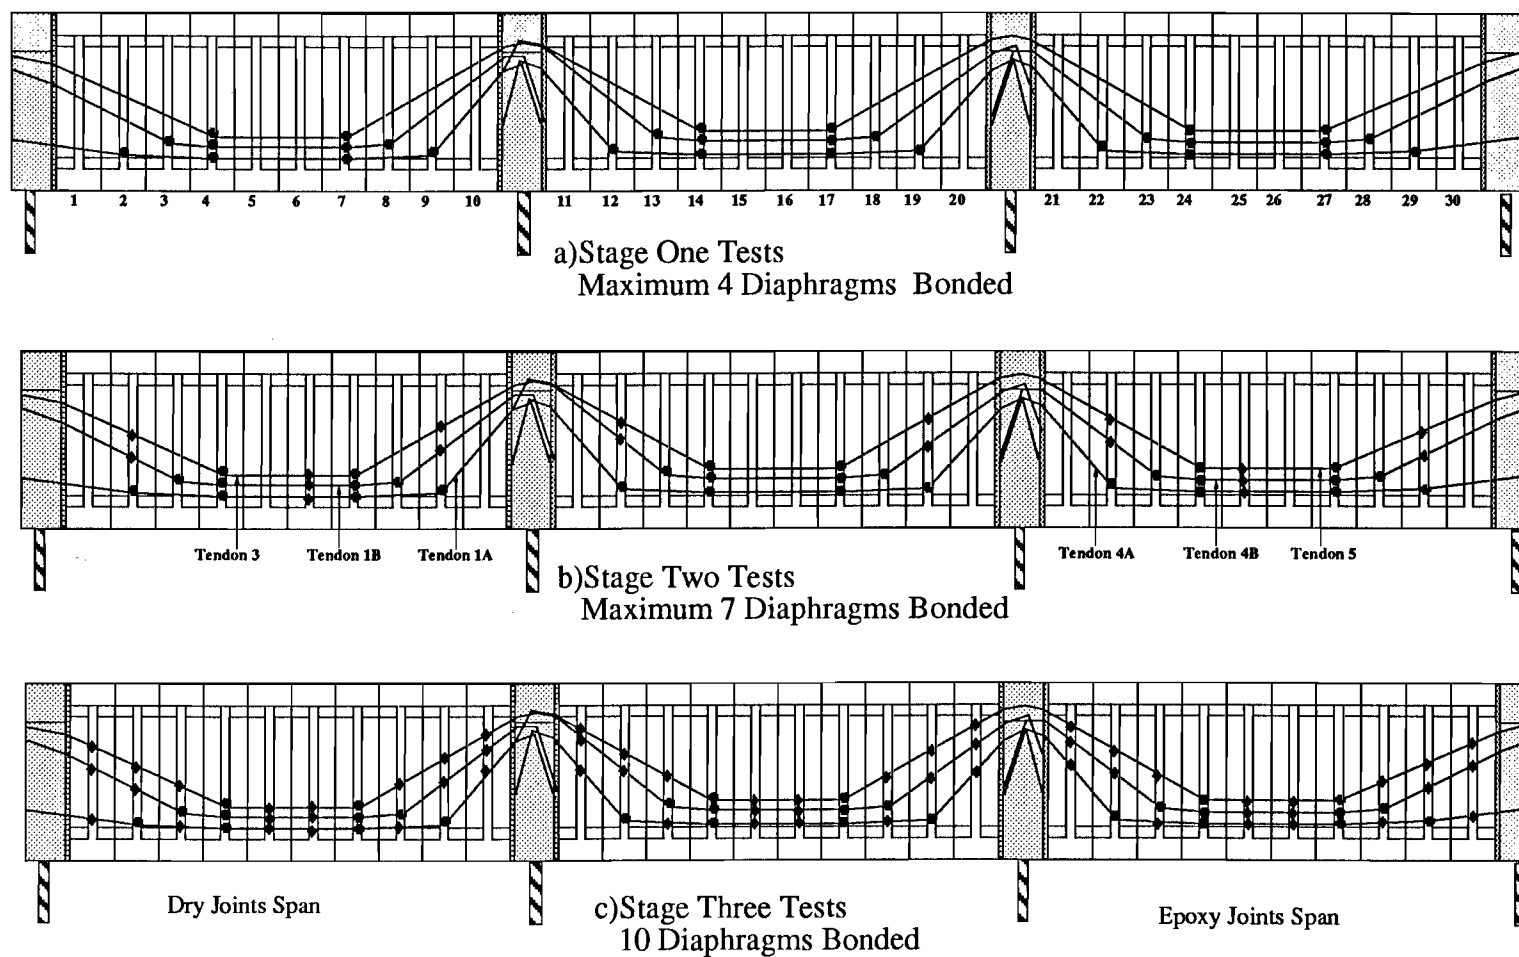 1 2 3 4 5 6 7 8 9 10 11 12 13 14 15 16 17 18 19 20 21 22 23 24 25 26 27 28 29 30
a)Stage One Tests
Maximum 4 Diaphragms Bonded
Tendon 3 Tendon 1B Tendon 1A Tendon 4A Tendon 4B Tendon 5
b)Stage Two Tests
Maximum 7 Diaphragms Bonded
Dry Joints Span
c)Stage Three Tests
10 Diaphragms Bonded
Epoxy Joints Span